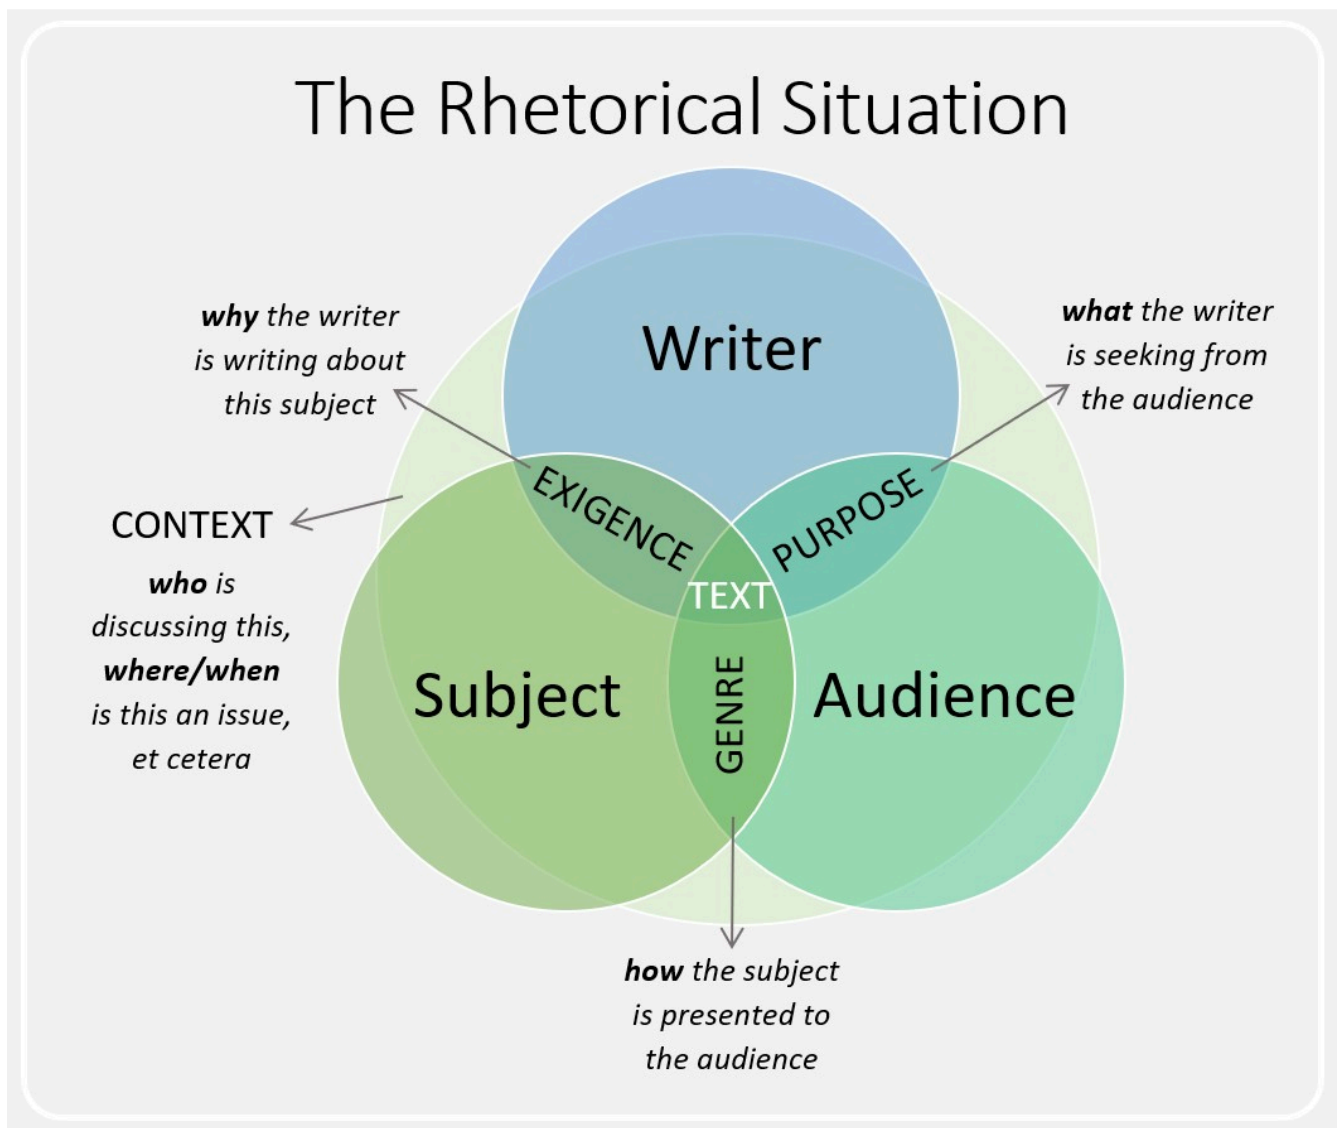 The Rhetorical Situation
Writer
why the writer
is writing about
this subject
what the writer
is seeking from
the audience
EXIGENCE
PURPOSE
CONTEXT
who is
discussing this,
where/when
is this an issue,
et cetera
TEXT
Subject
GENRE
Audience
how the subject
is presented to
the audience